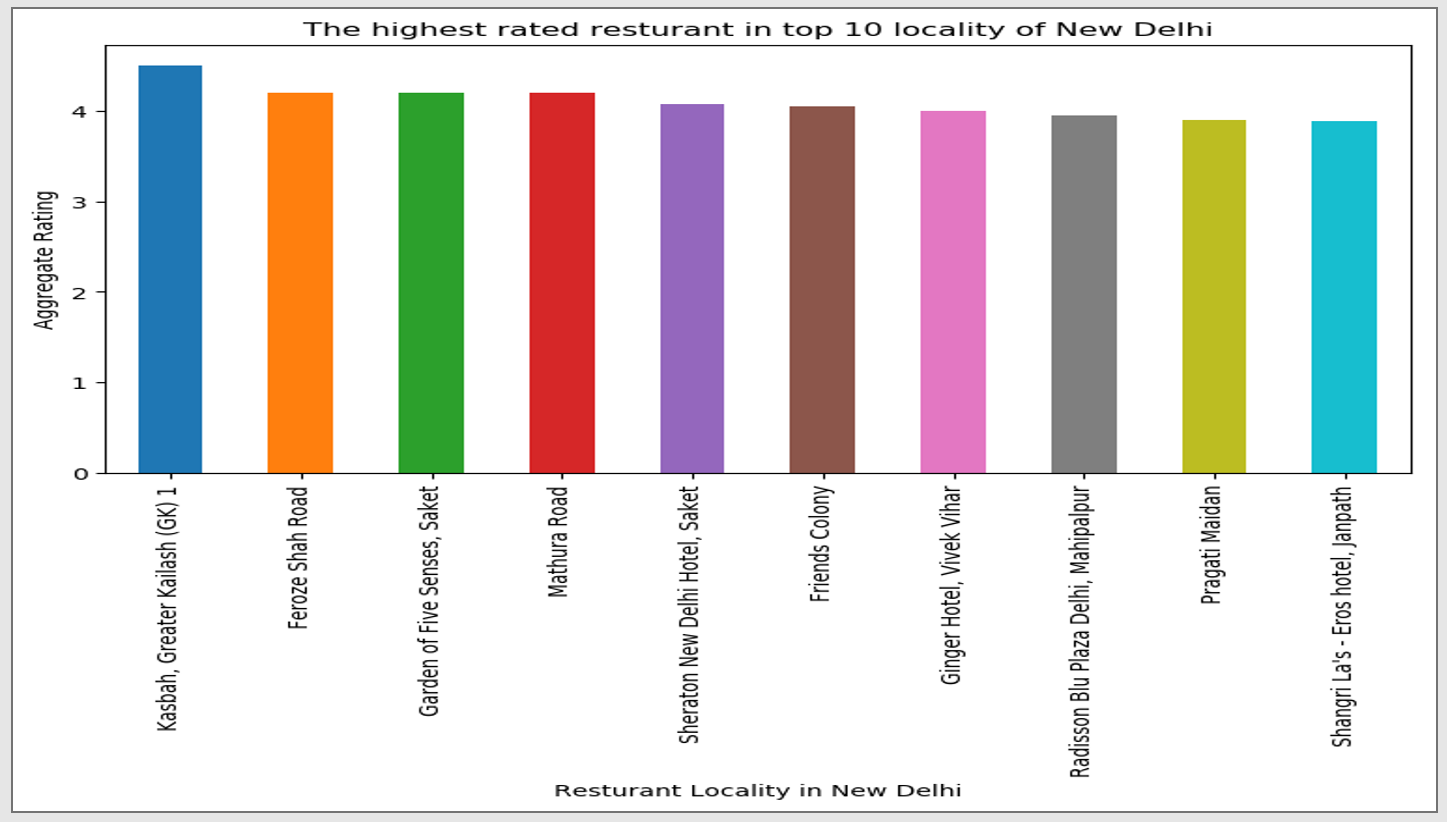 The highest rated resturant in top 10 locality of New Delhi
Aggregate Rating
4
3
2
1
0
Kasbah, Greater Kailash (GK) 1
Feroze Shah Road
Garden of Five Senses, Saket
Mathura Road
Sheraton New Delhi Hotel, Saket
Friends Colony
Ginger Hotel, Vivek Vihar
Radisson Blu Plaza Delhi, Mahipalpur
Pragati Maidan
Shangri La's - Eros hotel, Janpath
Resturant Locality in New Delhi